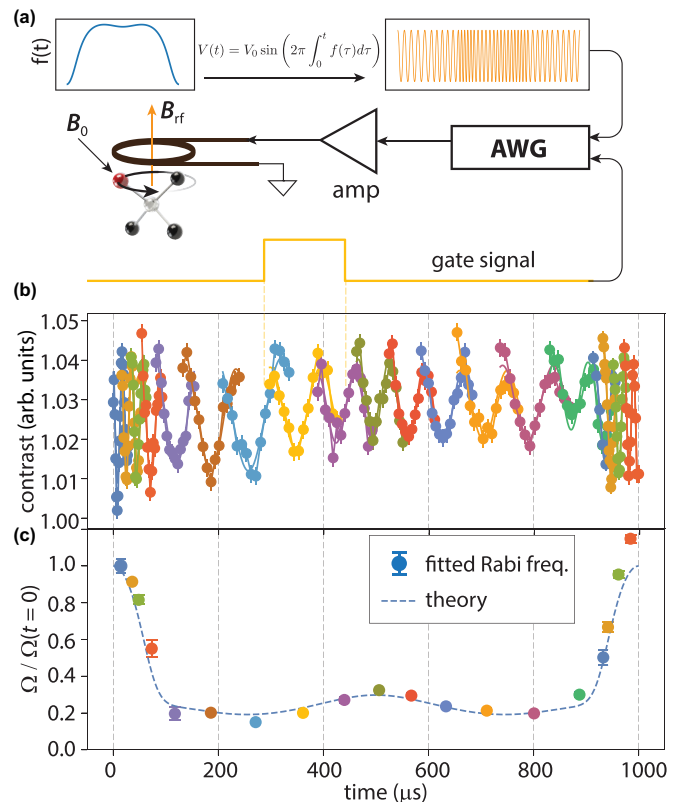 (a)
f(t)
V(t) = V₀ sin (2π ∫₀ᵗ f(τ)dτ)
B₀
B_rf
amp
AWG
gate signal
(b)
contrast (arb. units)
1.05
1.04
1.03
1.02
1.01
1.00
(c)
Ω / Ω(t = 0)
1.0
0.8
0.6
0.4
0.2
0.0
fitted Rabi freq.
theory
0 200 400 600 800 1000
time (μs)